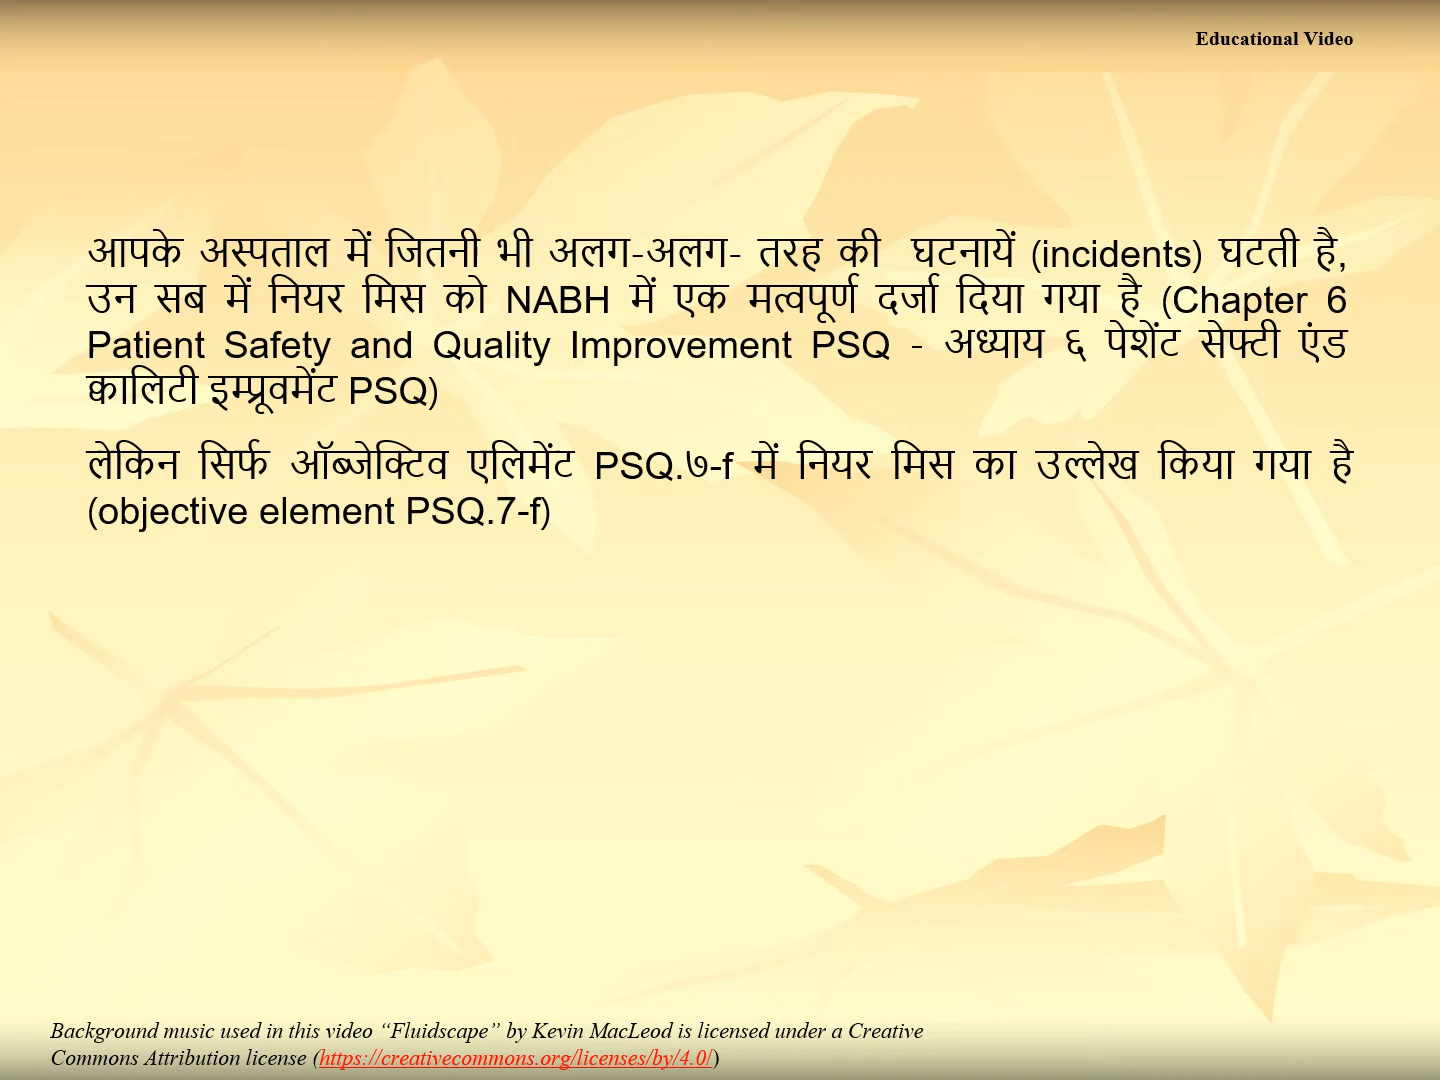 Educational Video
आपके अस्पताल में जितनी भी अलग-अलग- तरह की घटनायें (incidents) घटती है,
उन सब में नियर मिस को NABH में एक मत्वपूर्ण दर्जा दिया गया है (Chapter 6
Patient Safety and Quality Improvement PSQ - अध्याय ६ पेशेंट सेफ्टी एंड
क्वालिटी इम्प्रूवमेंट PSQ)
लेकिन सिर्फ ऑब्जेक्टिव एलिमेंट PSQ.७-f में नियर मिस का उल्लेख किया गया है
(objective element PSQ.7-f)
Background music used in this video “Fluidscape” by Kevin MacLeod is licensed under a Creative
Commons Attribution license (https://creativecommons.org/licenses/by/4.0/)